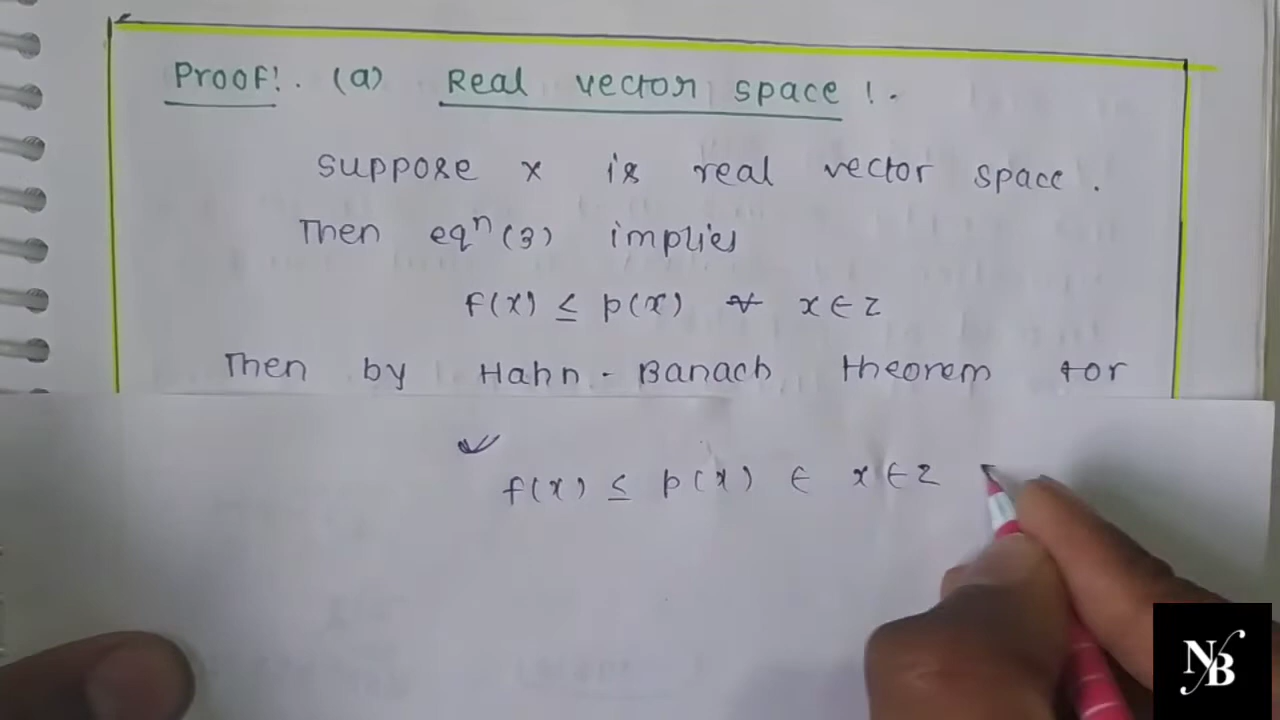 Proof:. (a) Real vector space :.
suppose x is real vector space.
Then eqⁿ(3) implies
f(x) ≤ p(x) ∀ x ∈ z
Then by Hahn - Banach theorem for
f(x) ≤ p(x) ∈ x ∈ z
NB